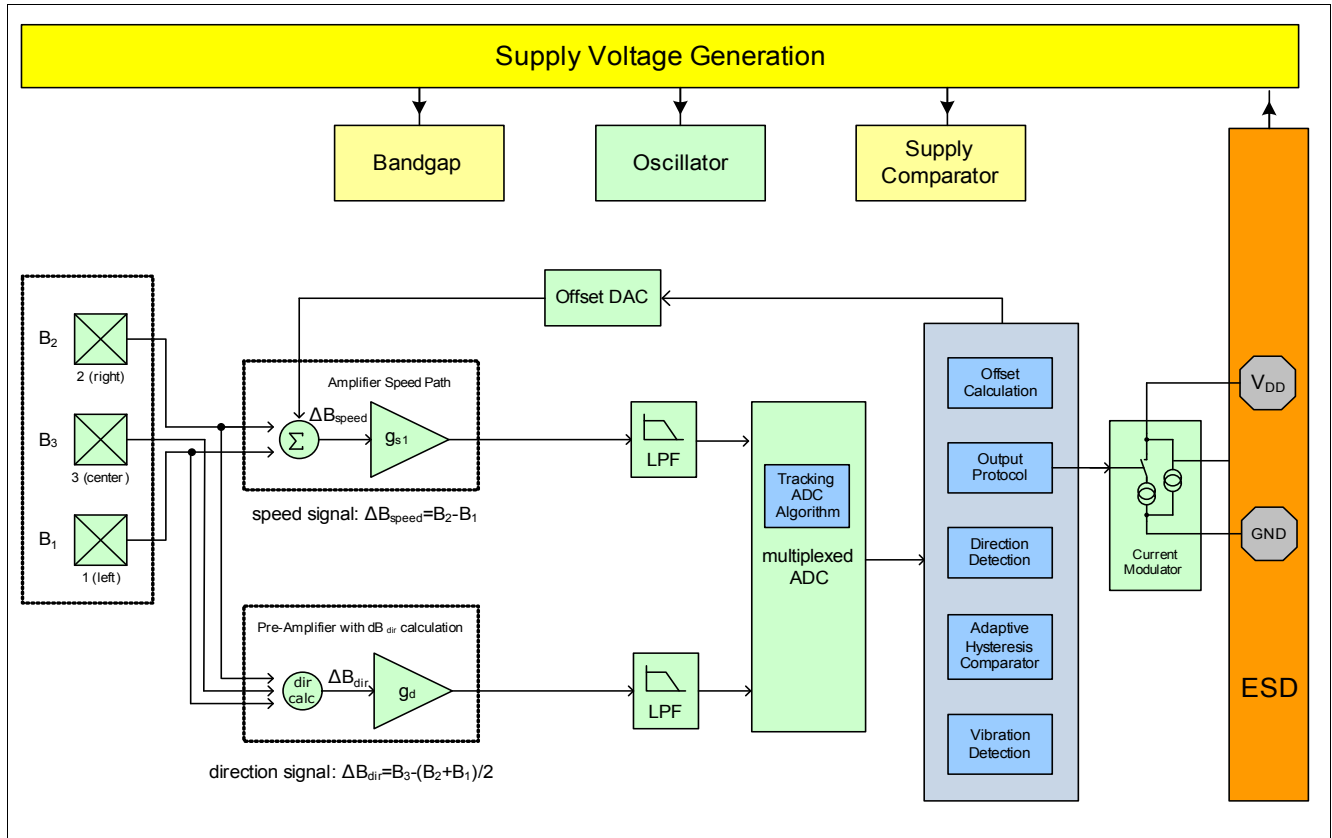 Supply Voltage Generation
Bandgap
Oscillator
Supply
Comparator
Offset DAC
B₂
2 (right)
B₃
3 (center)
B₁
1 (left)
Amplifier Speed Path
ΔBspeed
Σ
gs1
speed signal: ΔBspeed=B₂-B₁
LPF
Pre-Amplifier with dB dir calculation
dir
calc
ΔBdir
gd
direction signal: ΔBdir=B₃-(B₂+B₁)/2
LPF
Tracking
ADC
Algorithm
multiplexed
ADC
Offset
Calculation
Output
Protocol
Direction
Detection
Adaptive
Hysteresis
Comparator
Vibration
Detection
Current
Modulator
VDD
GND
ESD